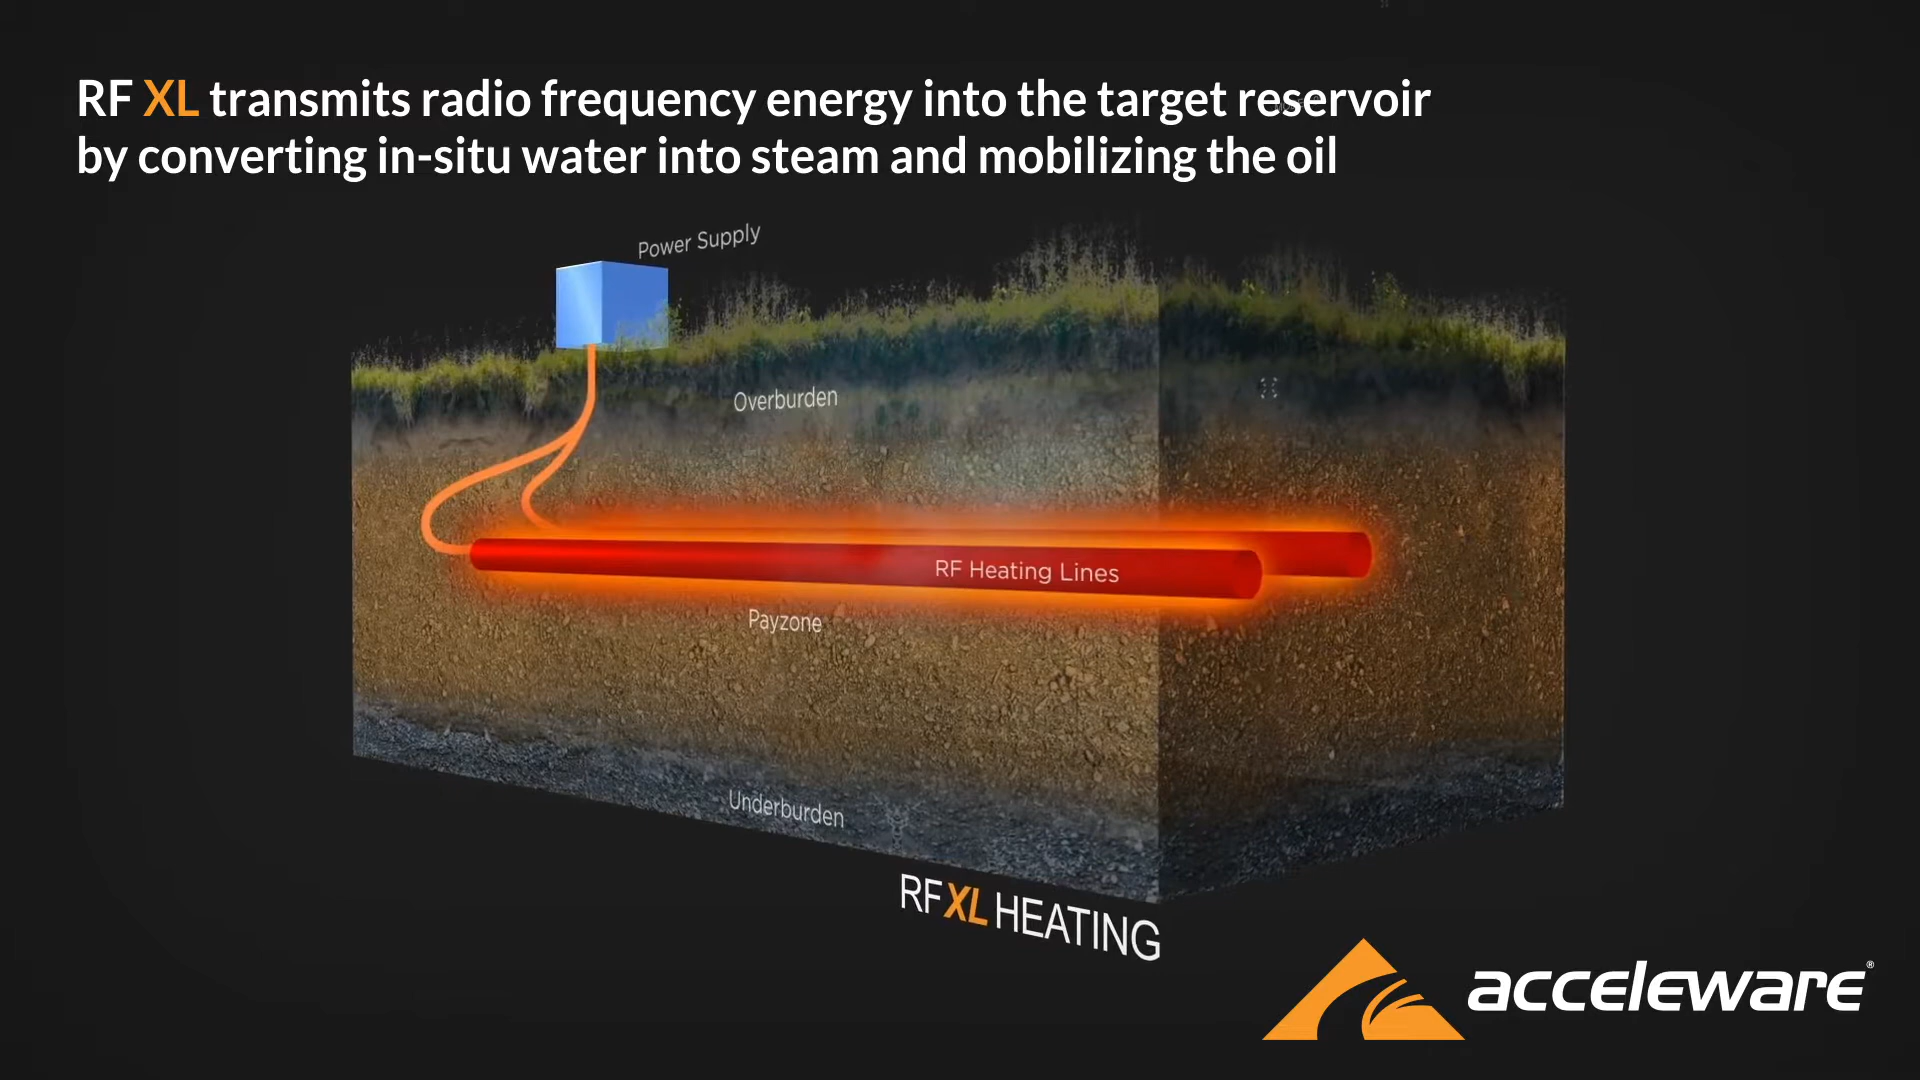 RF XL transmits radio frequency energy into the target reservoir
by converting in-situ water into steam and mobilizing the oil
Power Supply
Overburden
RF Heating Lines
Payzone
Underburden
RF XL HEATING
acceleware®